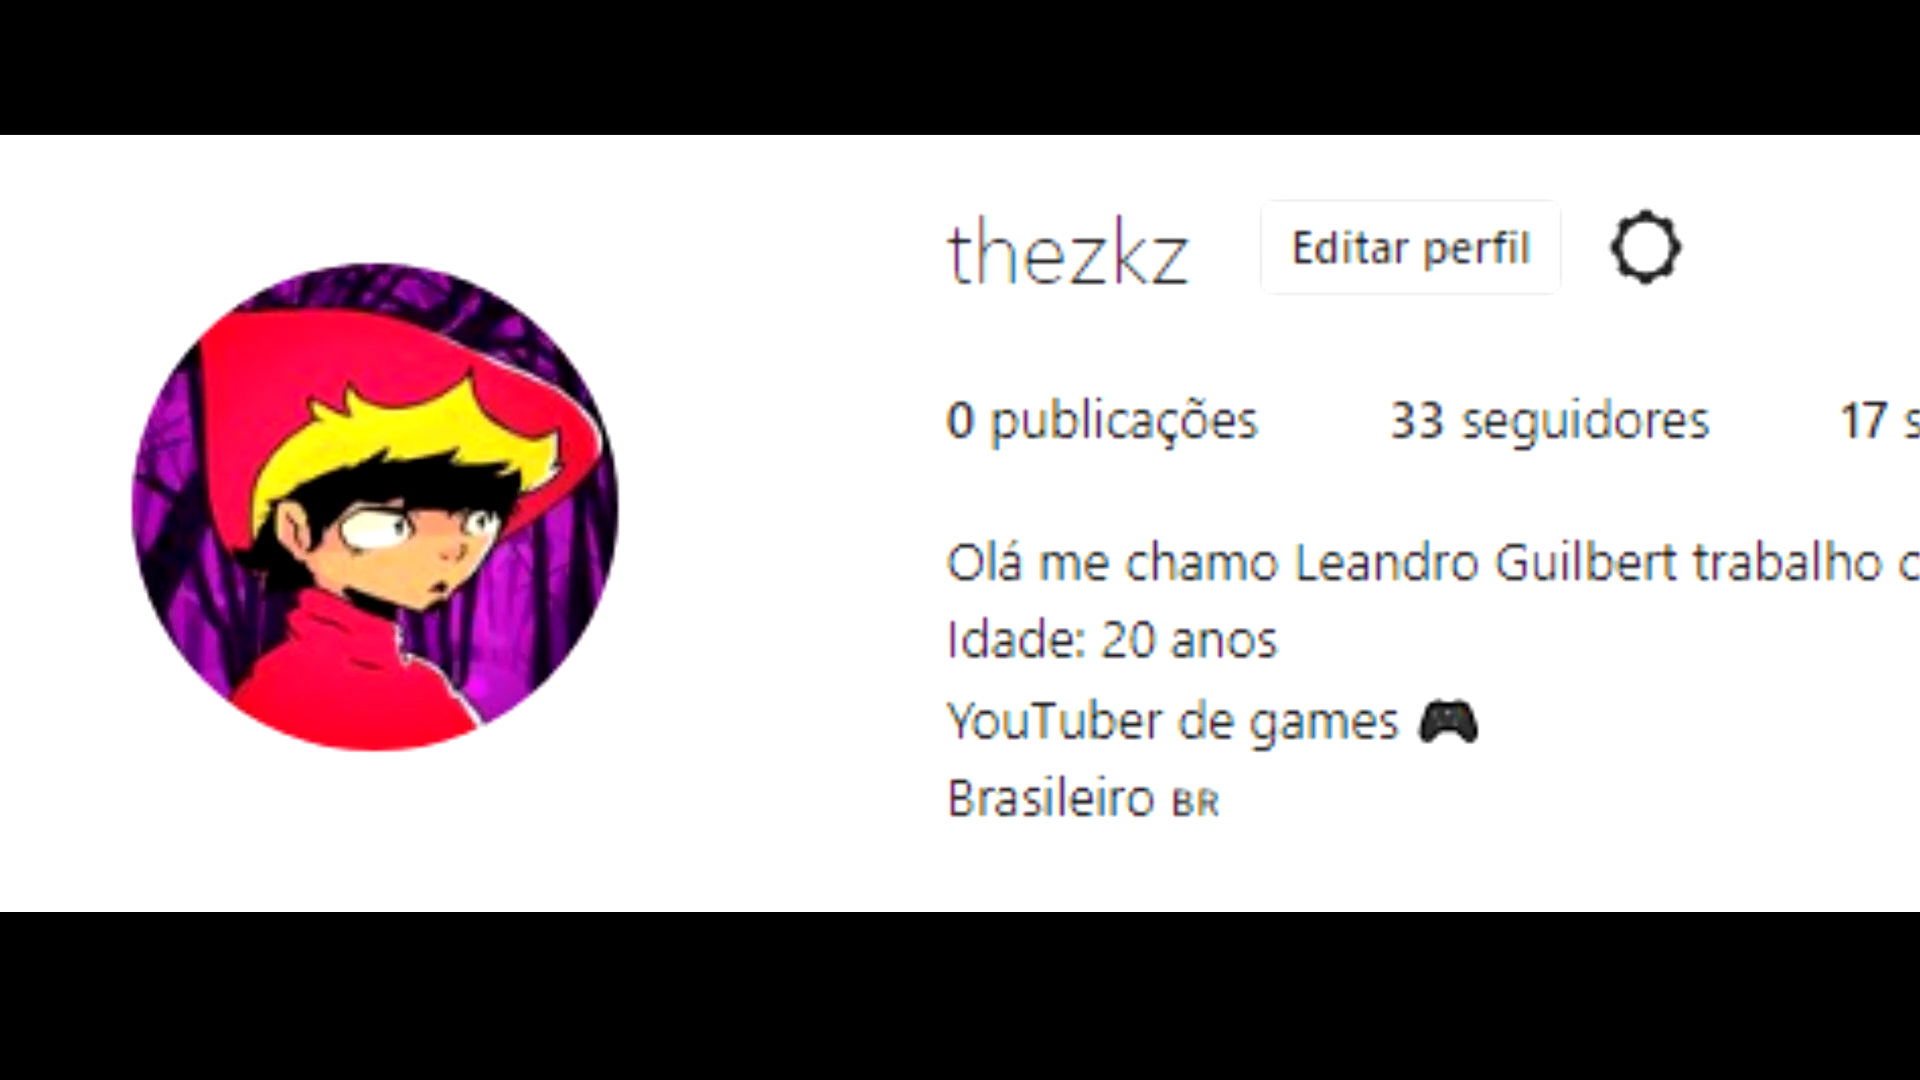 thezkz Editar perfil
0 publicações 33 seguidores 17
Olá me chamo Leandro Guilbert trabalho
Idade: 20 anos
YouTuber de games 🎮
Brasileiro BR